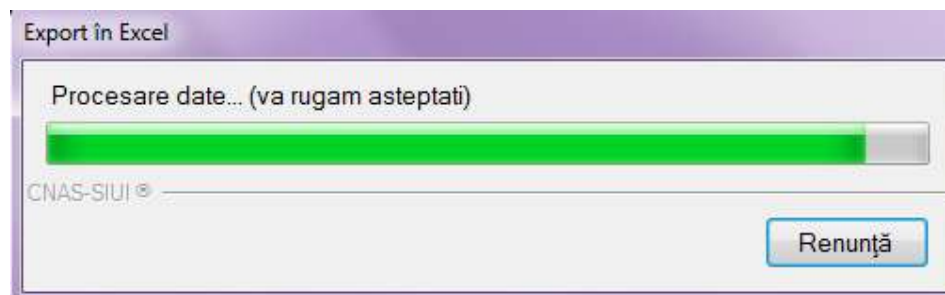 Export în Excel
Procesare date... (va rugam asteptati)
CNAS-SIUI ®
Renunţă